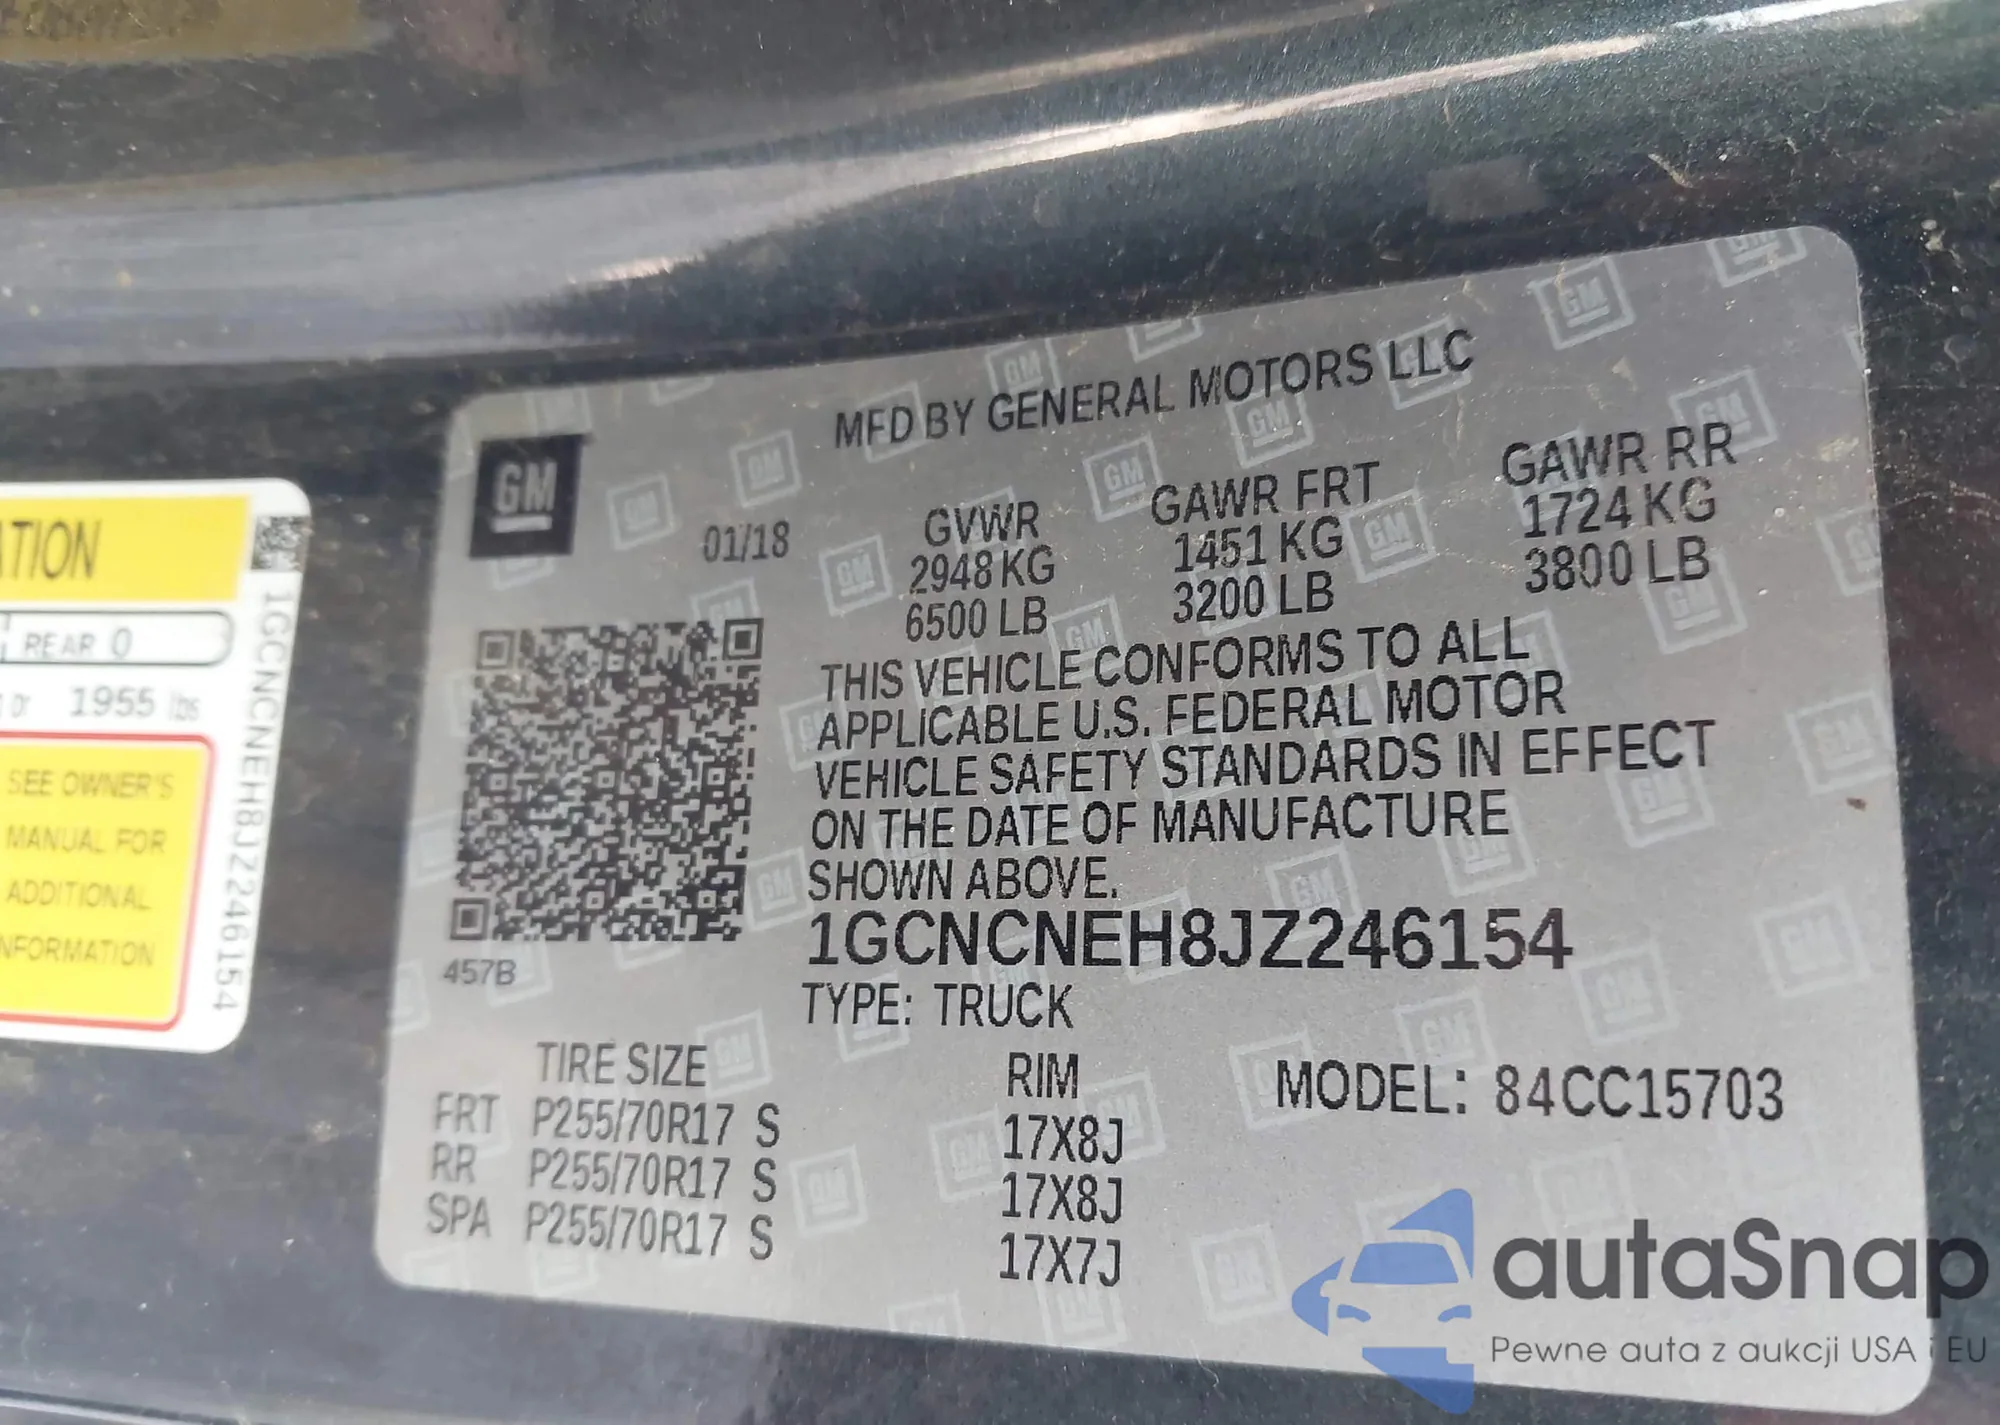 ATION
REAR 0
1955 lbs
SEE OWNER'S
MANUAL FOR
ADDITIONAL
INFORMATION
1GCNCNEH8JZ246154
GM
MFD BY GENERAL MOTORS LLC
01/18
GVWR GAWR FRT GAWR RR
2948 KG 1451 KG 1724 KG
6500 LB 3200 LB 3800 LB
THIS VEHICLE CONFORMS TO ALL
APPLICABLE U.S. FEDERAL MOTOR
VEHICLE SAFETY STANDARDS IN EFFECT
ON THE DATE OF MANUFACTURE
SHOWN ABOVE.
1GCNCNEH8JZ246154
457B
TYPE: TRUCK
TIRE SIZE RIM MODEL: 84CC15703
FRT P255/70R17 S 17X8J
RR P255/70R17 S 17X8J
SPA P255/70R17 S 17X7J
autaSnap
Pewne auta z aukcji USA i EU